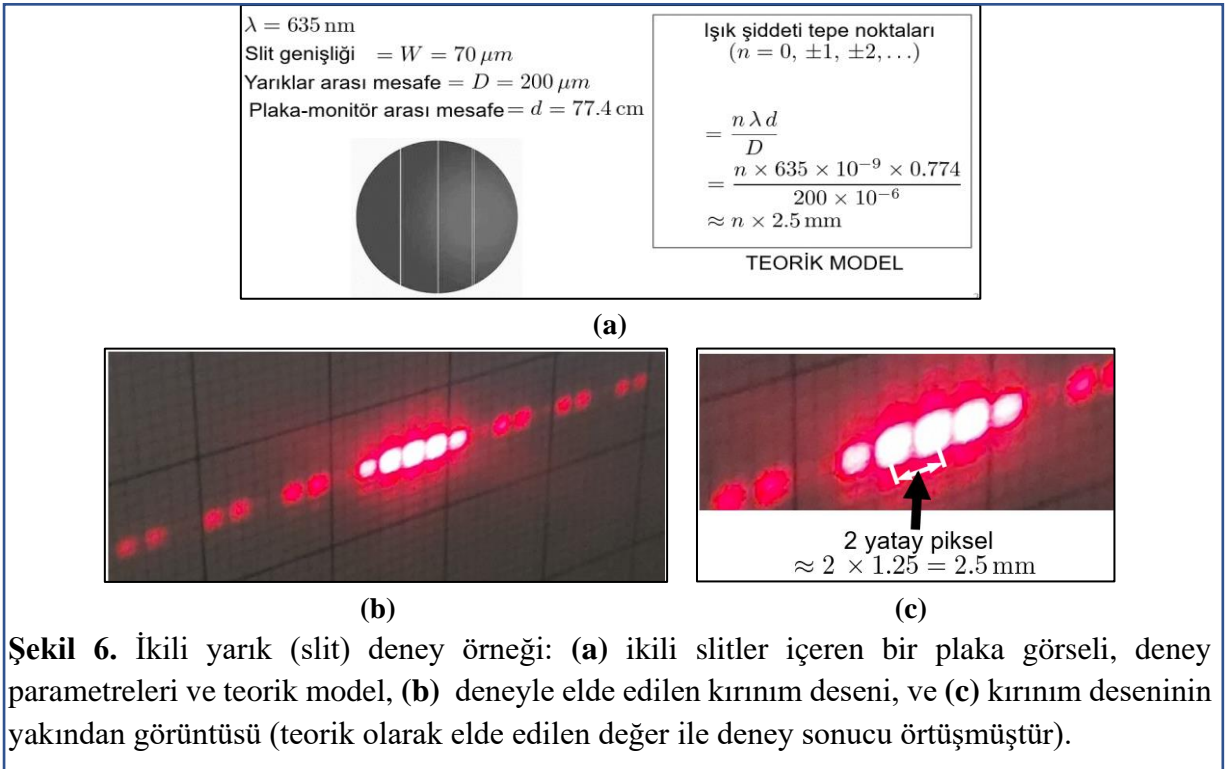 λ = 635 nm
Slit genişliği = W = 70 μm
Yarıklar arası mesafe = D = 200 μm
Plaka-monitör arası mesafe = d = 77.4 cm
Işık şiddeti tepe noktaları
(n = 0, ±1, ±2, . . .)
= n λ d / D
= n × 635 × 10⁻⁹ × 0.774 / 200 × 10⁻⁶
≈ n × 2.5 mm
TEORİK MODEL
(a)
2 yatay piksel
≈ 2 × 1.25 = 2.5 mm
(b)
(c)
Şekil 6. İkili yarık (slit) deney örneği: (a) ikili slitler içeren bir plaka görseli, deney
parametreleri ve teorik model, (b) deneyle elde edilen kırınım deseni, ve (c) kırınım deseninin
yakından görüntüsü (teorik olarak elde edilen değer ile deney sonucu örtüşmüştür).